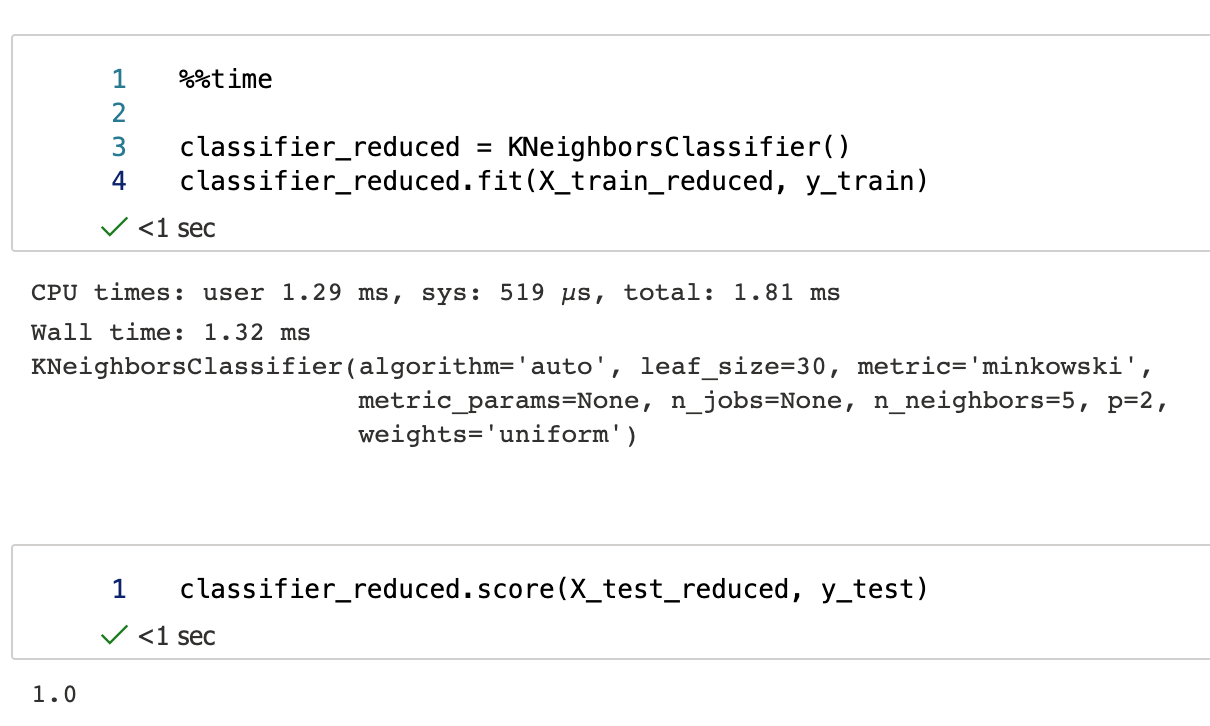 1 %%time
2
3 classifier_reduced = KNeighborsClassifier()
4 classifier_reduced.fit(X_train_reduced, y_train)
<1 sec
CPU times: user 1.29 ms, sys: 519 µs, total: 1.81 ms
Wall time: 1.32 ms
KNeighborsClassifier(algorithm='auto', leaf_size=30, metric='minkowski',
metric_params=None, n_jobs=None, n_neighbors=5, p=2,
weights='uniform')
1 classifier_reduced.score(X_test_reduced, y_test)
<1 sec
1.0